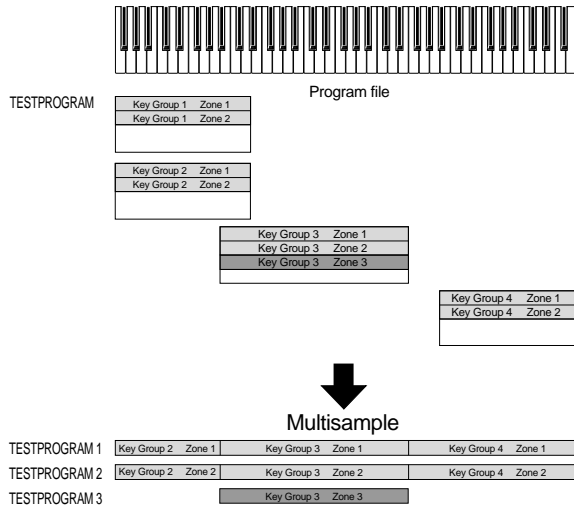 Program file
TESTPROGRAM
Key Group 1 Zone 1
Key Group 1 Zone 2
Key Group 2 Zone 1
Key Group 2 Zone 2
Key Group 3 Zone 1
Key Group 3 Zone 2
Key Group 3 Zone 3
Key Group 4 Zone 1
Key Group 4 Zone 2
Multisample
TESTPROGRAM 1 Key Group 2 Zone 1 Key Group 3 Zone 1 Key Group 4 Zone 1
TESTPROGRAM 2 Key Group 2 Zone 2 Key Group 3 Zone 2 Key Group 4 Zone 2
TESTPROGRAM 3 Key Group 3 Zone 3